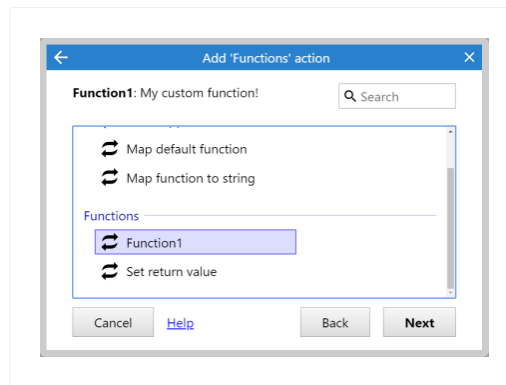 Add 'Functions' action
Function1: My custom function!
Search
Map default function
Map function to string
Functions
Function1
Set return value
Cancel
Help
Back
Next